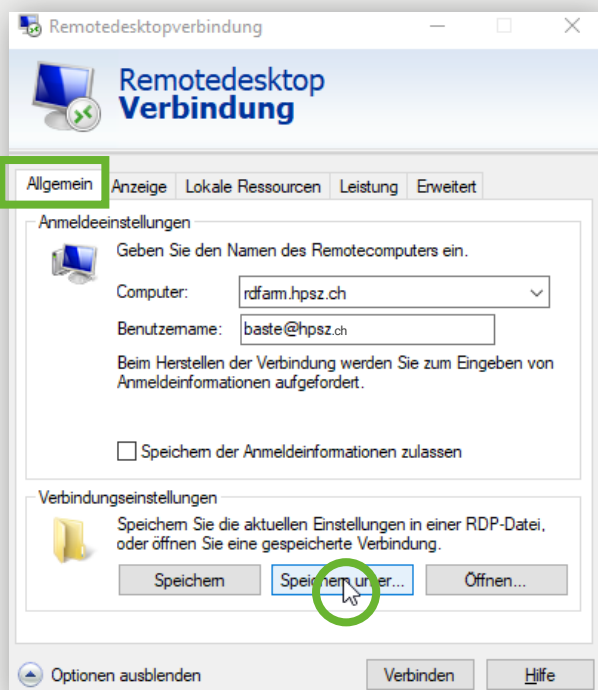 Remotedesktopverbindung
Remotedesktop
Verbindung
Allgemein Anzeige Lokale Ressourcen Leistung Erweitert
Anmeldeeinstellungen
Geben Sie den Namen des Remotecomputers ein.
Computer: rdfarm.hpsz.ch
Benutzername: baste@hpsz.ch
Beim Herstellen der Verbindung werden Sie zum Eingeben von
Anmeldeinformationen aufgefordert.
Speichern der Anmeldeinformationen zulassen
Verbindungseinstellungen
Speichern Sie die aktuellen Einstellungen in einer RDP-Datei,
oder öffnen Sie eine gespeicherte Verbindung.
Speichern Speichern unter... Öffnen...
Optionen ausblenden Verbinden Hilfe